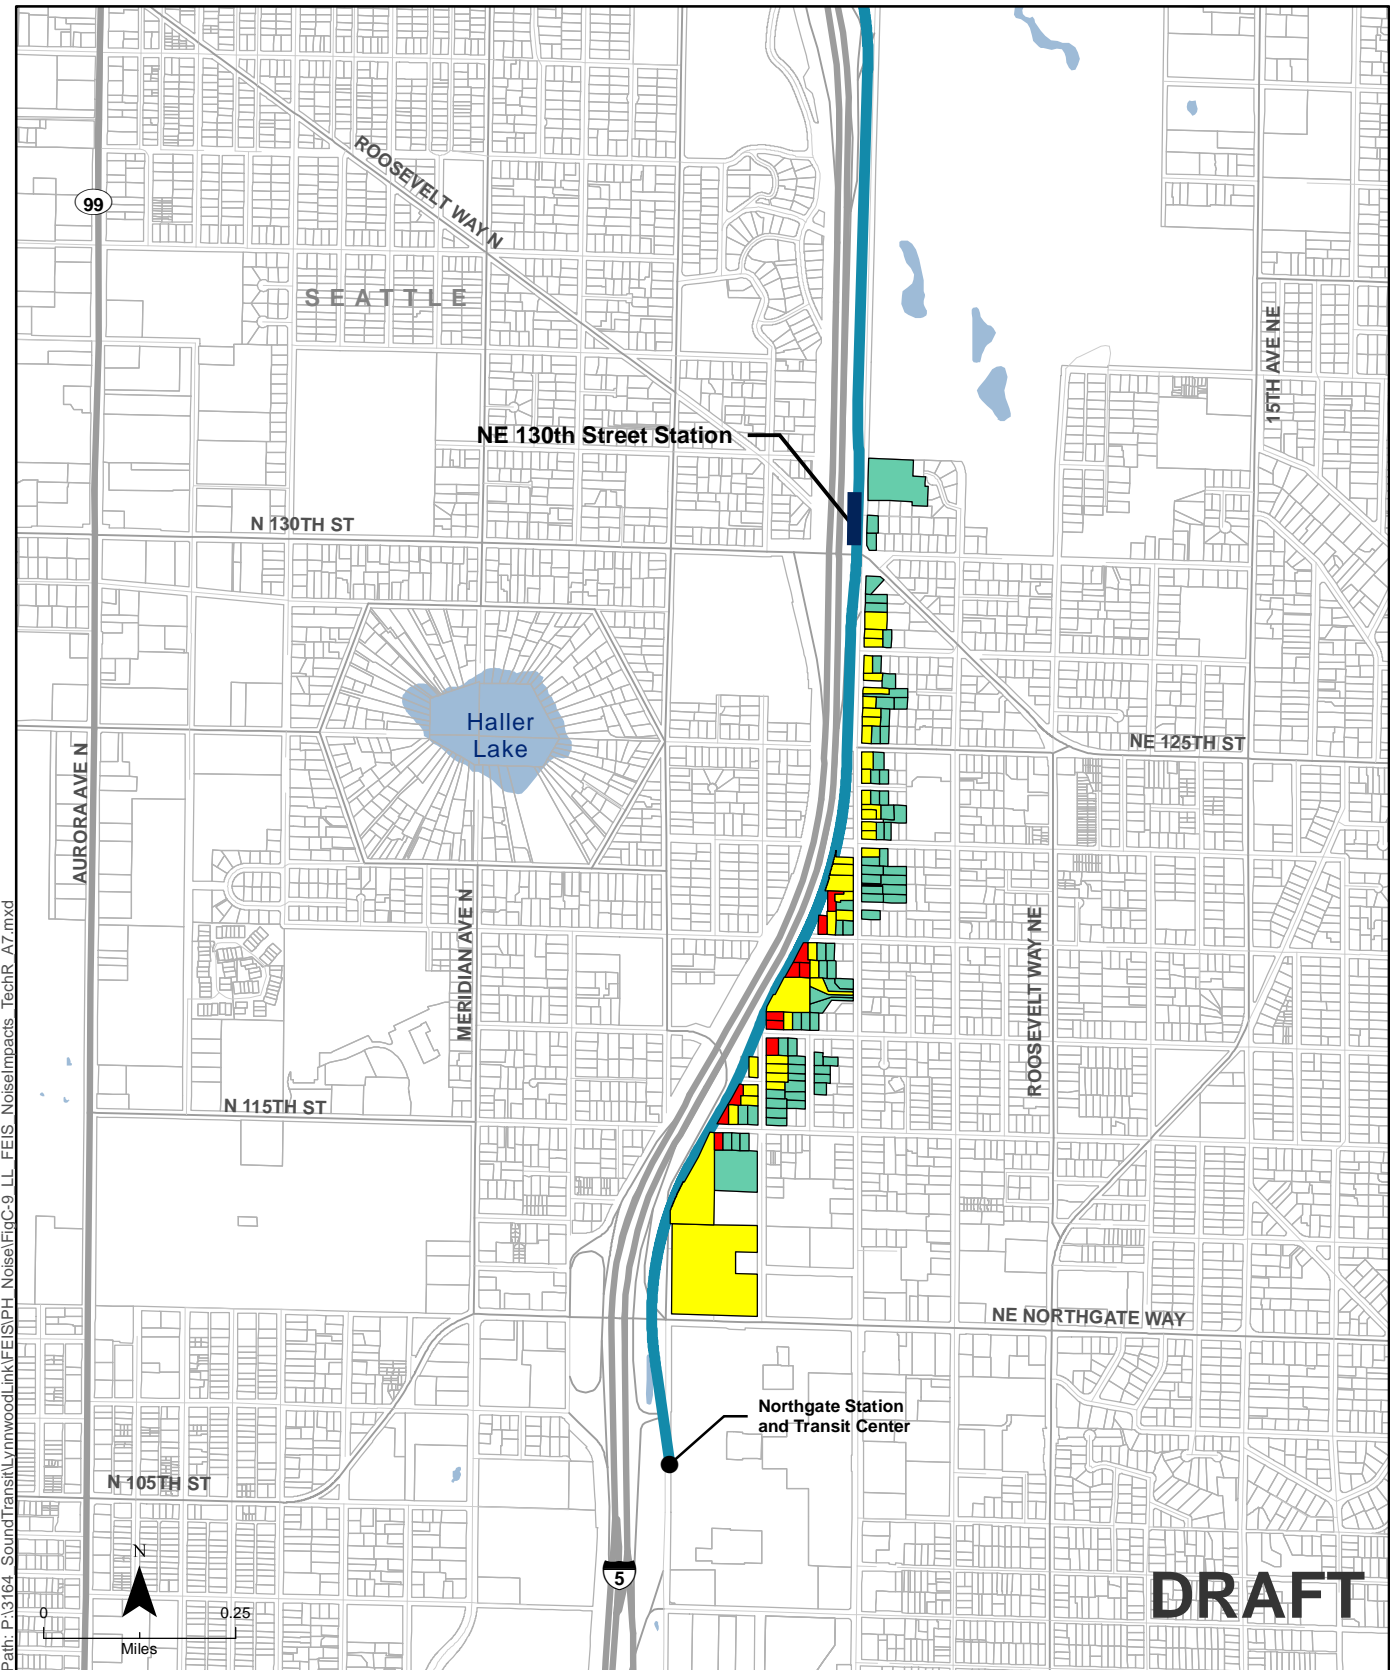 99
ROOSEVELT WAY N
SEATTLE
15TH AVE NE
NE 130th Street Station
N 130TH ST
Haller
Lake
NE 125TH ST
AURORA AVE N
MERIDIAN AVE N
ROOSEVELT WAY NE
N 115TH ST
NE NORTHGATE WAY
Northgate Station
and Transit Center
N 105TH ST
N
5
0
0.25
Miles
DRAFT
Path: P:\3164_SoundTransit\LynnwoodLink\FEIS\PH_Noise\FigC-9_LL_FEIS_NoiseImpacts_TechR_A7.mxd